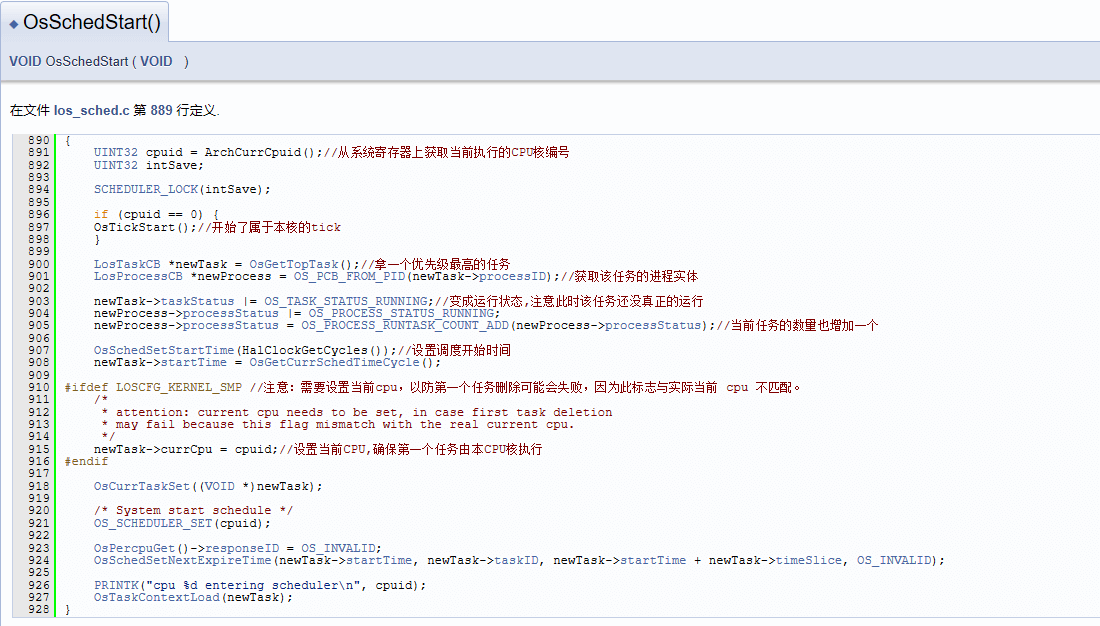 ◆ OsSchedStart()
VOID OsSchedStart ( VOID )
在文件 los_sched.c 第 889 行定义.
890 {
891     UINT32 cpuid = ArchCurrCpuid();//从系统寄存器上获取当前执行的CPU核编号
892     UINT32 intSave;
893
894     SCHEDULER_LOCK(intSave);
895
896     if (cpuid == 0) {
897     OsTickStart();//开始了属于本核的tick
898     }
899
900     LosTaskCB *newTask = OsGetTopTask();//拿一个优先级最高的任务
901     LosProcessCB *newProcess = OS_PCB_FROM_PID(newTask->processID);//获取该任务的进程实体
902
903     newTask->taskStatus |= OS_TASK_STATUS_RUNNING;//变成运行状态,注意此时该任务还没真正的运行
904     newProcess->processStatus |= OS_PROCESS_STATUS_RUNNING;
905     newProcess->processStatus = OS_PROCESS_RUNTASK_COUNT_ADD(newProcess->processStatus);//当前任务的数量也增加一个
906
907     OsSchedSetStartTime(HalClockGetCycles());//设置调度开始时间
908     newTask->startTime = OsGetCurrSchedTimeCycle();
909
910 #ifdef LOSCFG_KERNEL_SMP //注意：需要设置当前cpu，以防第一个任务删除可能会失败，因为此标志与实际当前 cpu 不匹配。
911     /*
912      * attention: current cpu needs to be set, in case first task deletion
913      * may fail because this flag mismatch with the real current cpu.
914      */
915     newTask->currCpu = cpuid;//设置当前CPU,确保第一个任务由本CPU核执行
916 #endif
917
918     OsCurrTaskSet((VOID *)newTask);
919
920     /* System start schedule */
921     OS_SCHEDULER_SET(cpuid);
922
923     OsPercpuGet()->responseID = OS_INVALID;
924     OsSchedSetNextExpireTime(newTask->startTime, newTask->taskID, newTask->startTime + newTask->timeSlice, OS_INVALID);
925
926     PRINTK("cpu %d entering scheduler\n", cpuid);
927     OsTaskContextLoad(newTask);
928 }